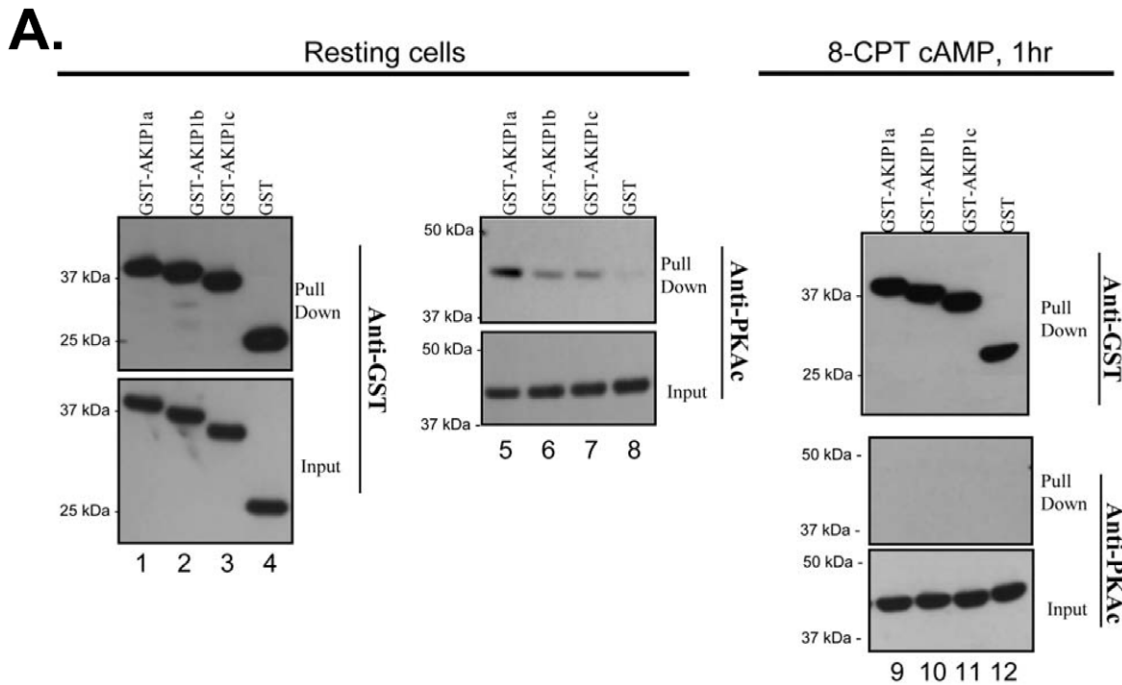 A.
Resting cells
8-CPT cAMP, 1hr
GST-AKIP1a
GST-AKIP1b
GST-AKIP1c
GST
37 kDa
25 kDa
Pull
Down
37 kDa
25 kDa
Input
Anti-GST
1 2 3 4
GST-AKIP1a
GST-AKIP1b
GST-AKIP1c
GST
50 kDa
37 kDa
Pull
Down
50 kDa
37 kDa
Input
Anti-PKAc
5 6 7 8
GST-AKIP1a
GST-AKIP1b
GST-AKIP1c
GST
37 kDa
25 kDa
Pull
Down
Anti-GST
50 kDa -
37 kDa -
Pull
Down
50 kDa -
37 kDa -
Input
Anti-PKAc
9 10 11 12